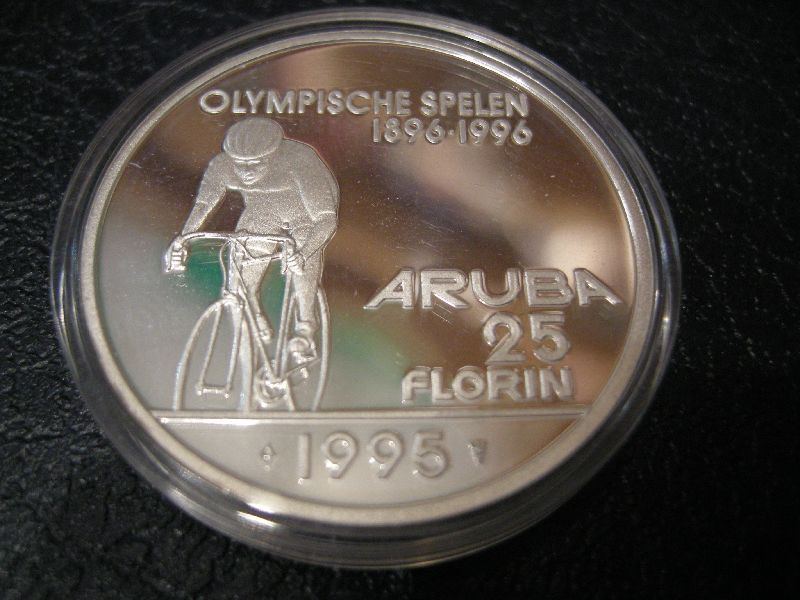 OLYMPISCHE SPELEN
1896·1996
ARUBA
25
FLORIN
1995